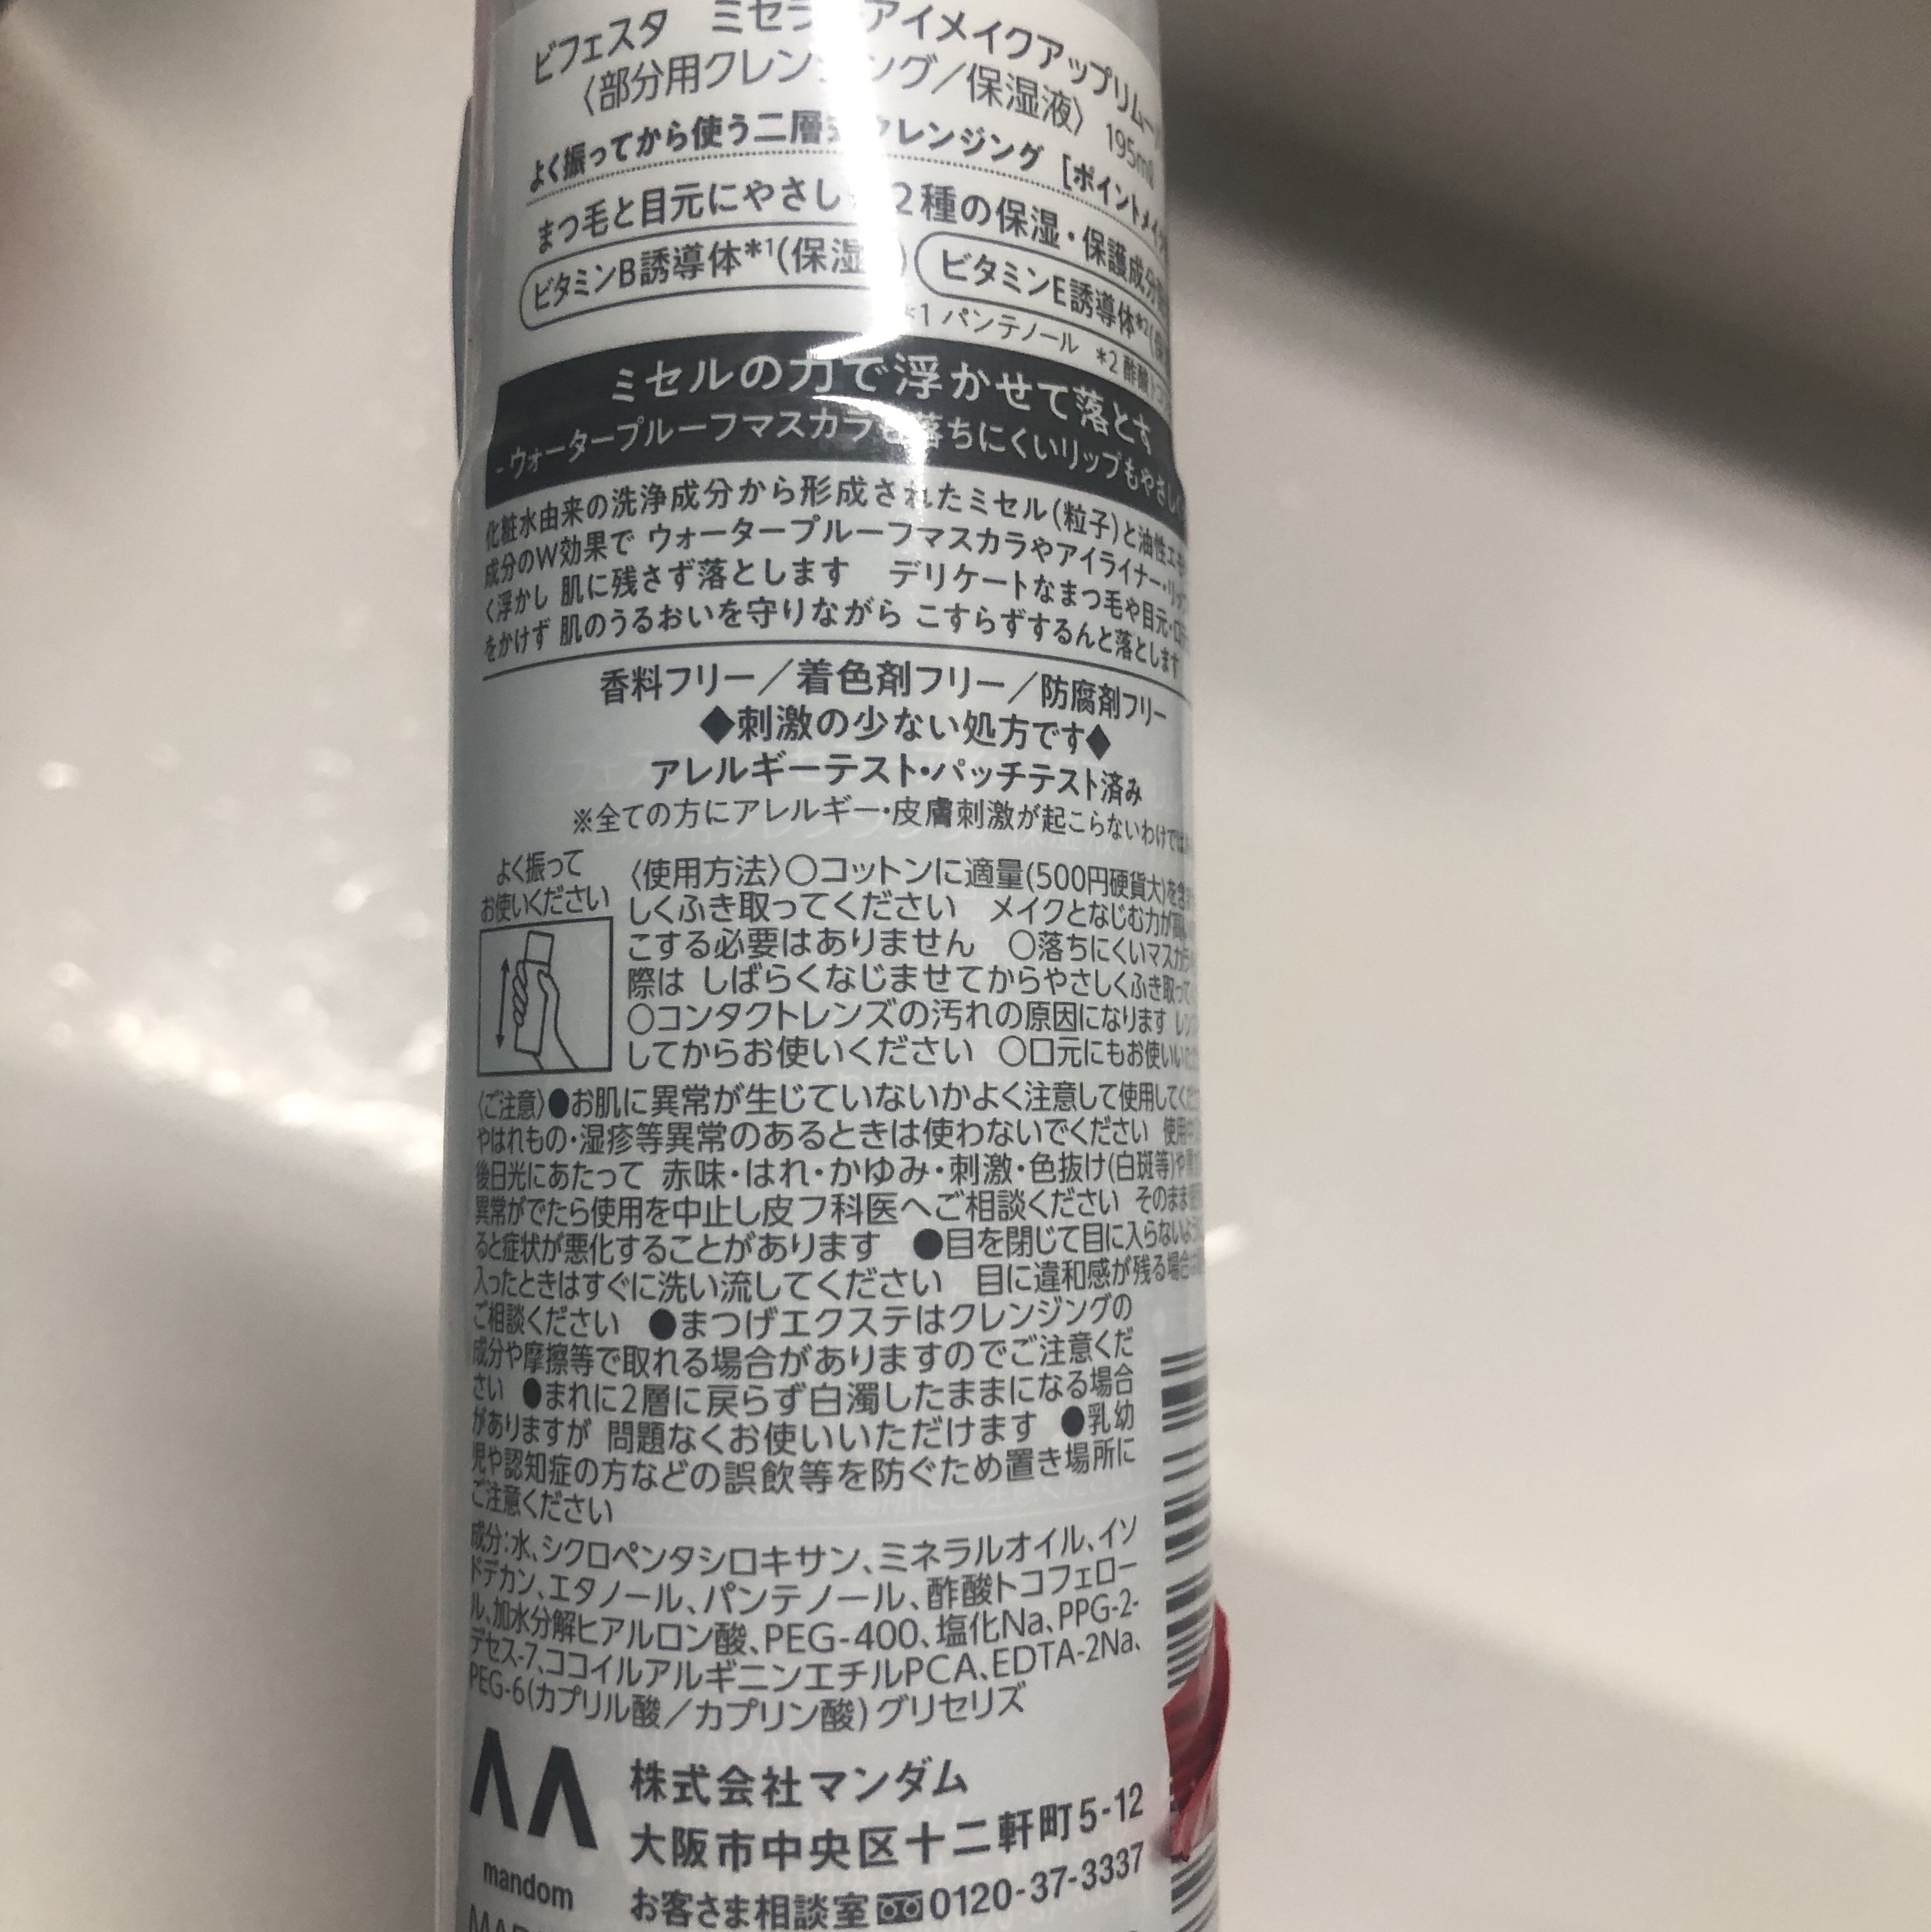 ビフェスタ ミセラーアイメイクアップリムー
〈部分用クレンジング／保湿液〉 195mℓ
よく振ってから使う二層式クレンジング [ポイントメイク
まつ毛と目元にやさしい 2種の保湿・保護成分
ビタミンB誘導体*1(保湿 ) ビタミンE誘導体*2(保
*1 パンテノール *2 酢酸トコ
ミセルの力で浮かせて落とす
- ウォータープルーフマスカラも落ちにくいリップもやさしく
化粧水由来の洗浄成分から形成されたミセル(粒子)と油性エモ
成分のW効果で ウォータープルーフマスカラやアイライナー・リップ
く浮かし 肌に残さず落とします デリケートなまつ毛や目元・口
をかけず 肌のうるおいを守りながら こすらずするんと落とします
香料フリー／着色剤フリー／防腐剤フリー
◆刺激の少ない処方です◆
アレルギーテスト・パッチテスト済み
※全ての方にアレルギー・皮膚刺激が起こらないわけでは
よく振って
お使いください
〈使用方法〉○コットンに適量(500円硬貨大)を含
しくふき取ってください メイクとなじむ力が高い
こする必要はありません ○落ちにくいマスカラ
際は しばらくなじませてからやさしくふき取って
○コンタクトレンズの汚れの原因になります レン
してからお使いください ○口元にもお使いい
〈ご注意〉●お肌に異常が生じていないかよく注意して使用してくだ
やはれもの・湿疹等異常のあるときは使わないでください 使用中
後日光にあたって 赤味・はれ・かゆみ・刺激・色抜け(白斑等)や黒
異常がでたら使用を中止し皮フ科医へご相談ください そのまま
ると症状が悪化することがあります ●目を閉じて目に入らないよう
入ったときはすぐに洗い流してください 目に違和感が残る場合
ご相談ください ●まつげエクステはクレンジングの
成分や摩擦等で取れる場合がありますのでご注意くだ
さい ●まれに2層に戻らず白濁したままになる場合
がありますが 問題なくお使いいただけます ●乳幼
児や認知症の方などの誤飲等を防ぐため置き場所に
ご注意ください
成分：水、シクロペンタシロキサン、ミネラルオイル、イソ
ドデカン、エタノール、パンテノール、酢酸トコフェロー
ル、加水分解ヒアルロン酸、PEG-400、塩化Na、PPG-2-
デセス-7、ココイルアルギニンエチルPCA、EDTA-2Na、
PEG-6(カプリル酸／カプリン酸)グリセリズ
株式会社マンダム
大阪市中央区十二軒町5-12
mandom
お客さま相談室 0120-37-3337